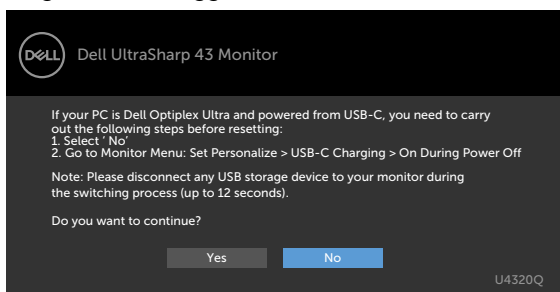 DELL Dell UltraSharp 43 Monitor
If your PC is Dell Optiplex Ultra and powered from USB-C, you need to carry
out the following steps before resetting:
1. Select ‘ No’
2. Go to Monitor Menu: Set Personalize > USB-C Charging > On During Power Off
Note: Please disconnect any USB storage device to your monitor during
the switching process (up to 12 seconds).
Do you want to continue?
Yes No
U4320Q